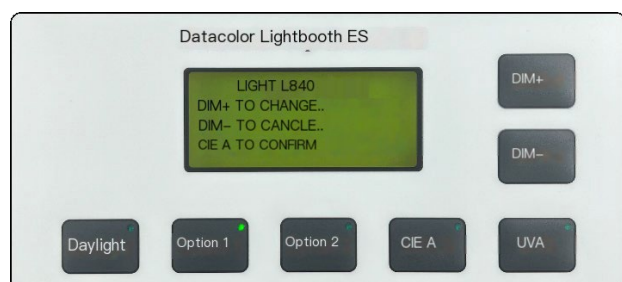 Datacolor Lightbooth ES
LIGHT L840
DIM+ TO CHANGE..
DIM− TO CANCLE..
CIE A TO CONFIRM
DIM+
DIM−
Daylight
Option 1
Option 2
CIE A
UVA